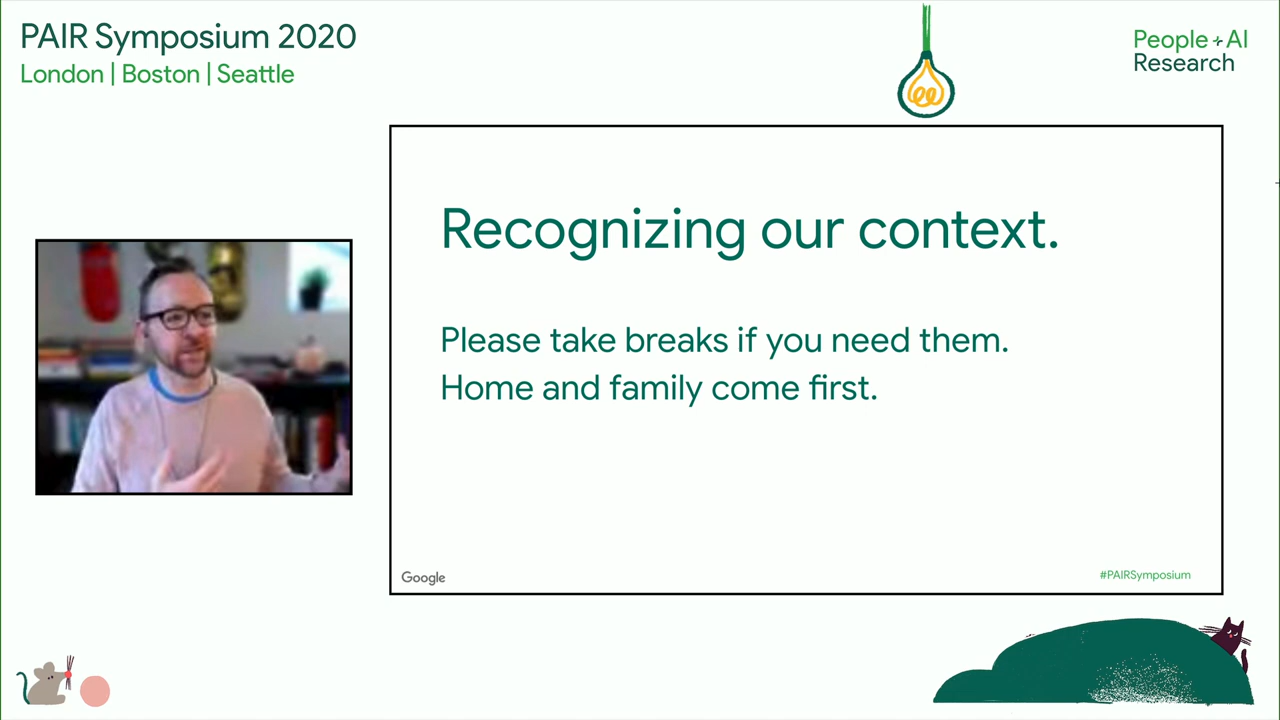 PAIR Symposium 2020
London | Boston | Seattle
People + AI
Research
Recognizing our context.
Please take breaks if you need them.
Home and family come first.
Google
#PAIRSymposium